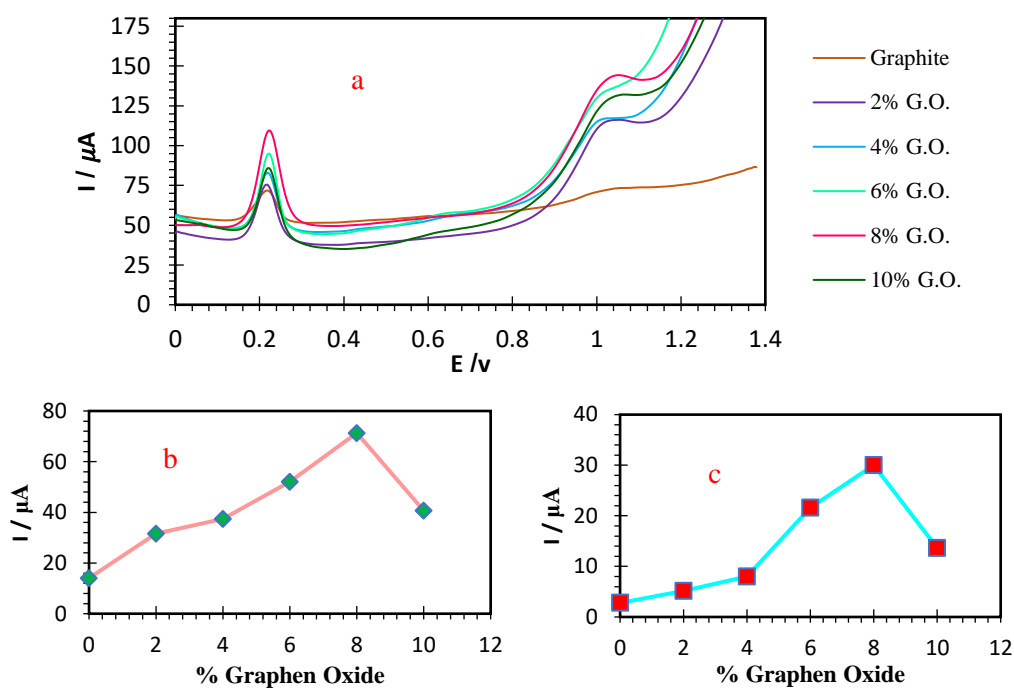 175
150
125
100
75
50
25
0
I / µA
a
0 0.2 0.4 0.6 0.8 1 1.2 1.4
E /v
Graphite
2% G.O.
4% G.O.
6% G.O.
8% G.O.
10% G.O.
80
60
40
20
0
I / µA
b
0 2 4 6 8 10 12
% Graphen Oxide
40
30
20
10
0
I / µA
c
0 2 4 6 8 10 12
% Graphen Oxide